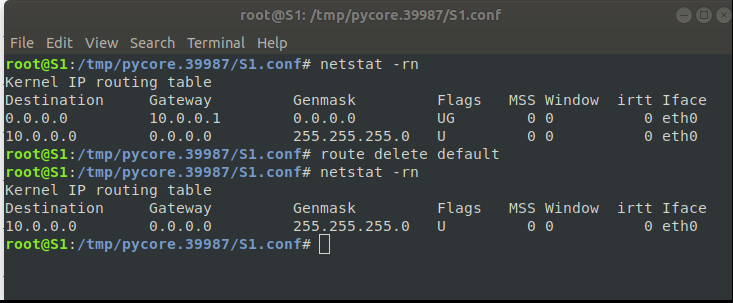 root@S1: /tmp/pycore.39987/S1.conf
File Edit View Search Terminal Help
root@S1:/tmp/pycore.39987/S1.conf# netstat -rn
Kernel IP routing table
Destination     Gateway         Genmask         Flags   MSS Window  irtt Iface
0.0.0.0         10.0.0.1        0.0.0.0         UG        0 0          0 eth0
10.0.0.0        0.0.0.0         255.255.255.0   U         0 0          0 eth0
root@S1:/tmp/pycore.39987/S1.conf# route delete default
root@S1:/tmp/pycore.39987/S1.conf# netstat -rn
Kernel IP routing table
Destination     Gateway         Genmask         Flags   MSS Window  irtt Iface
10.0.0.0        0.0.0.0         255.255.255.0   U         0 0          0 eth0
root@S1:/tmp/pycore.39987/S1.conf#